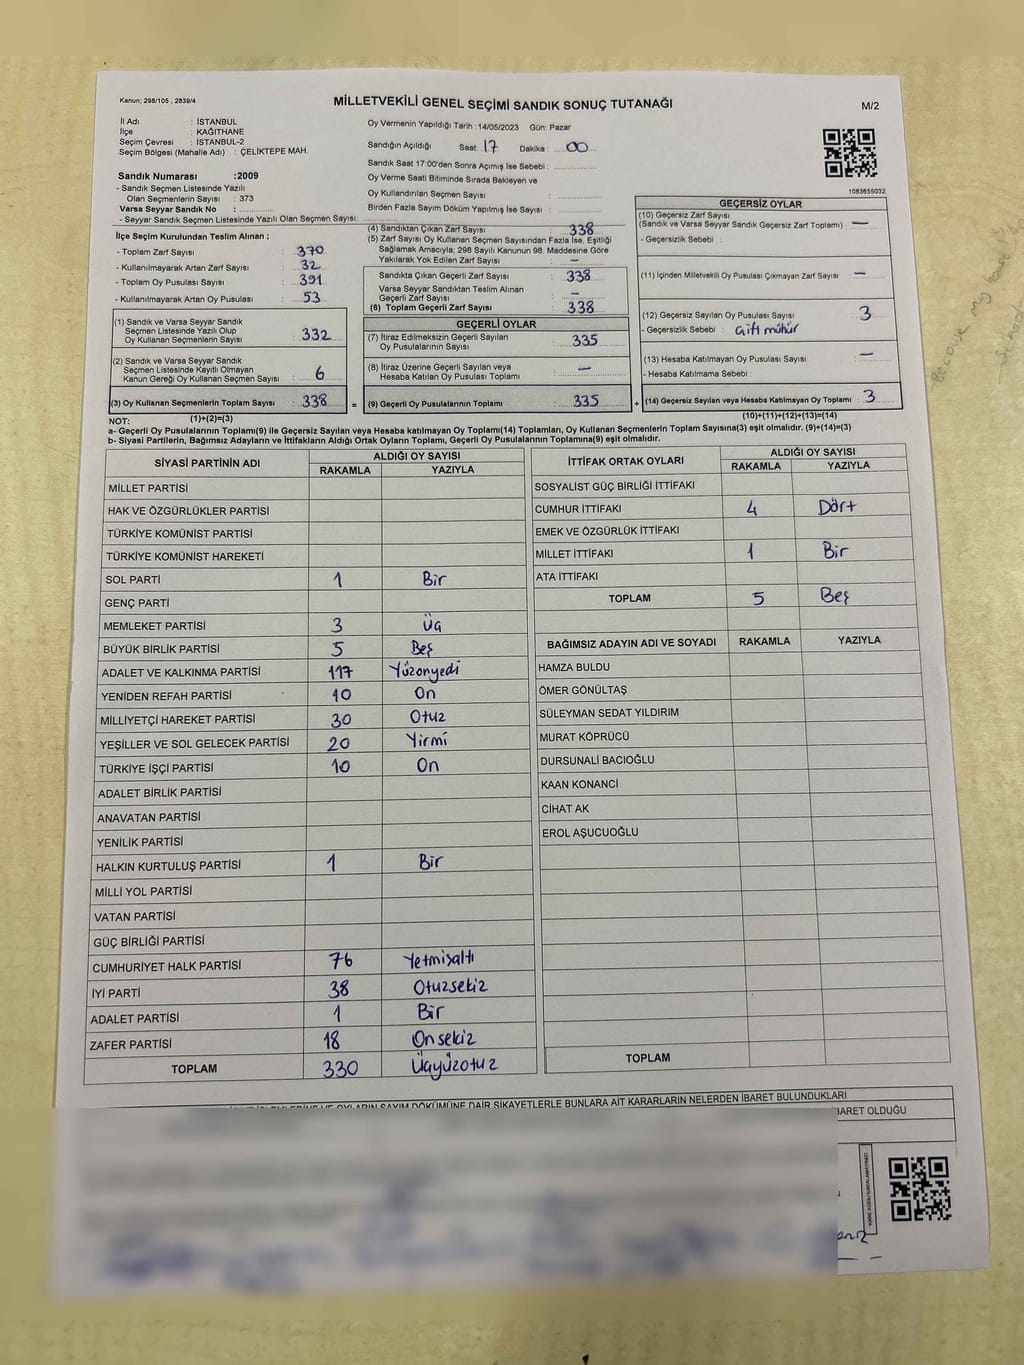 Kanun; 298/105 , 2839/4
MİLLETVEKİLİ GENEL SEÇİMİ SANDIK SONUÇ TUTANAĞI
M/2
İl Adı : İSTANBUL
İlçe : KAĞITHANE
Seçim Çevresi : İSTANBUL-2
Seçim Bölgesi (Mahalle Adı) : ÇELİKTEPE MAH.
Oy Vermenin Yapıldığı Tarih :14/05/2023 Gün: Pazar
Sandığın Açıldığı Saat: 17 Dakika : 00
Sandık Saat 17:00'den Sonra Açımış İse Sebebi :
Oy Verme Saati Bitiminde Sırada Bekleyen ve
Oy Kullandırılan Seçmen Sayısı :
Birden Fazla Sayım Döküm Yapılmış İse Sayısı :
1083655032
Sandık Numarası :2009
- Sandık Seçmen Listesinde Yazılı
Olan Seçmenlerin Sayısı : 373
Varsa Seyyar Sandık No :
- Seyyar Sandık Seçmen Listesinde Yazılı Olan Seçmen Sayısı:
İlçe Seçim Kurulundan Teslim Alınan ;
- Toplam Zarf Sayısı : 370
- Kullanılmayarak Artan Zarf Sayısı : 32
- Toplam Oy Pusulası Sayısı : 391
- Kullanılmayarak Artan Oy Pusulası : 53
(1) Sandık ve Varsa Seyyar Sandık
Seçmen Listesinde Yazılı Olup
Oy Kullanan Seçmenlerin Sayısı : 332
(2) Sandık ve Varsa Seyyar Sandık
Seçmen Listesinde Kayıtlı Olmayan
Kanun Gereği Oy Kullanan Seçmen Sayısı : 6
(3) Oy Kullanan Seçmenlerin Toplam Sayısı : 338
(4) Sandıktan Çıkan Zarf Sayısı : 338
(5) Zarf Sayısı Oy Kullanan Seçmen Sayısından Fazla İse, Eşitliği
Sağlamak Amacıyla, 298 Sayılı Kanunun 98. Maddesine Göre
Yakılarak Yok Edilen Zarf Sayısı : —
Sandıkta Çıkan Geçerli Zarf Sayısı : 338
Varsa Seyyar Sandıktan Teslim Alınan
Geçerli Zarf Sayısı : —
(6) Toplam Geçerli Zarf Sayısı : 338
GEÇERLİ OYLAR
(7) İtiraz Edilmeksizin Geçerli Sayılan
Oy Pusulalarının Sayısı : 335
(8) İtiraz Üzerine Geçerli Sayılan veya
Hesaba Katılan Oy Pusulası Toplamı : —
= (9) Geçerli Oy Pusulalarının Toplamı : 335
GEÇERSİZ OYLAR
(10) Geçersiz Zarf Sayısı
(Sandık ve Varsa Seyyar Sandık Geçersiz Zarf Toplamı) : —
- Geçersizlik Sebebi :
(11) İçinden Milletvekili Oy Pusulası Çıkmayan Zarf Sayısı : —
(12) Geçersiz Sayılan Oy Pusulası Sayısı : 3
- Geçersizlik Sebebi : Çift mühür
(13) Hesaba Katılmayan Oy Pusulası Sayısı : —
- Hesaba Katılmama Sebebi :
+ (14) Geçersiz Sayılan veya Hesaba Katılmayan Oy Toplamı : 3
NOT: (1)+(2)=(3)
(10)+(11)+(12)+(13)=(14)
a- Geçerli Oy Pusulalarının Toplamı(9) ile Geçersiz Sayılan veya Hesaba katılmayan Oy Toplamı(14) Toplamları, Oy Kullanan Seçmenlerin Toplam Sayısına(3) eşit olmalıdır. (9)+(14)=(3)
b- Siyasi Partilerin, Bağımsız Adayların ve İttifakların Aldığı Ortak Oyların Toplamı, Geçerli Oy Pusulalarının Toplamına(9) eşit olmalıdır.
SİYASİ PARTİNİN ADI ALDIĞI OY SAYISI
RAKAMLA YAZIYLA
MİLLET PARTİSİ
HAK VE ÖZGÜRLÜKLER PARTİSİ
TÜRKİYE KOMÜNİST PARTİSİ
TÜRKİYE KOMÜNİST HAREKETİ
SOL PARTİ 1 Bir
GENÇ PARTİ
MEMLEKET PARTİSİ 3 Üç
BÜYÜK BİRLİK PARTİSİ 5 Beş
ADALET VE KALKINMA PARTİSİ 117 Yüzonyedi
YENİDEN REFAH PARTİSİ 10 On
MİLLİYETÇİ HAREKET PARTİSİ 30 Otuz
YEŞİLLER VE SOL GELECEK PARTİSİ 20 Yirmi
TÜRKİYE İŞÇİ PARTİSİ 10 On
ADALET BİRLİK PARTİSİ
ANAVATAN PARTİSİ
YENİLİK PARTİSİ
HALKIN KURTULUŞ PARTİSİ 1 Bir
MİLLİ YOL PARTİSİ
VATAN PARTİSİ
GÜÇ BİRLİĞİ PARTİSİ
CUMHURİYET HALK PARTİSİ 76 Yetmişaltı
İYİ PARTİ 38 Otuzsekiz
ADALET PARTİSİ 1 Bir
ZAFER PARTİSİ 18 Onsekiz
TOPLAM 330 Üçyüzotuz
İTTİFAK ORTAK OYLARI ALDIĞI OY SAYISI
RAKAMLA YAZIYLA
SOSYALİST GÜÇ BİRLİĞİ İTTİFAKI
CUMHUR İTTİFAKI 4 Dört
EMEK VE ÖZGÜRLÜK İTTİFAKI
MİLLET İTTİFAKI 1 Bir
ATA İTTİFAKI
TOPLAM 5 Beş
BAĞIMSIZ ADAYIN ADI VE SOYADI RAKAMLA YAZIYLA
HAMZA BULDU
ÖMER GÖNÜLTAŞ
SÜLEYMAN SEDAT YILDIRIM
MURAT KÖPRÜCÜ
DURSUNALİ BACIOĞLU
KAAN KONANCİ
CİHAT AK
EROL AŞUCUOĞLU
TOPLAM
VE OYLARIN SAYIM DÖKÜMÜNE DAİR ŞİKAYETLERLE BUNLARA AİT KARARLARIN NELERDEN İBARET BULUNDUKLARI
BARET OLDUĞU
Because my house